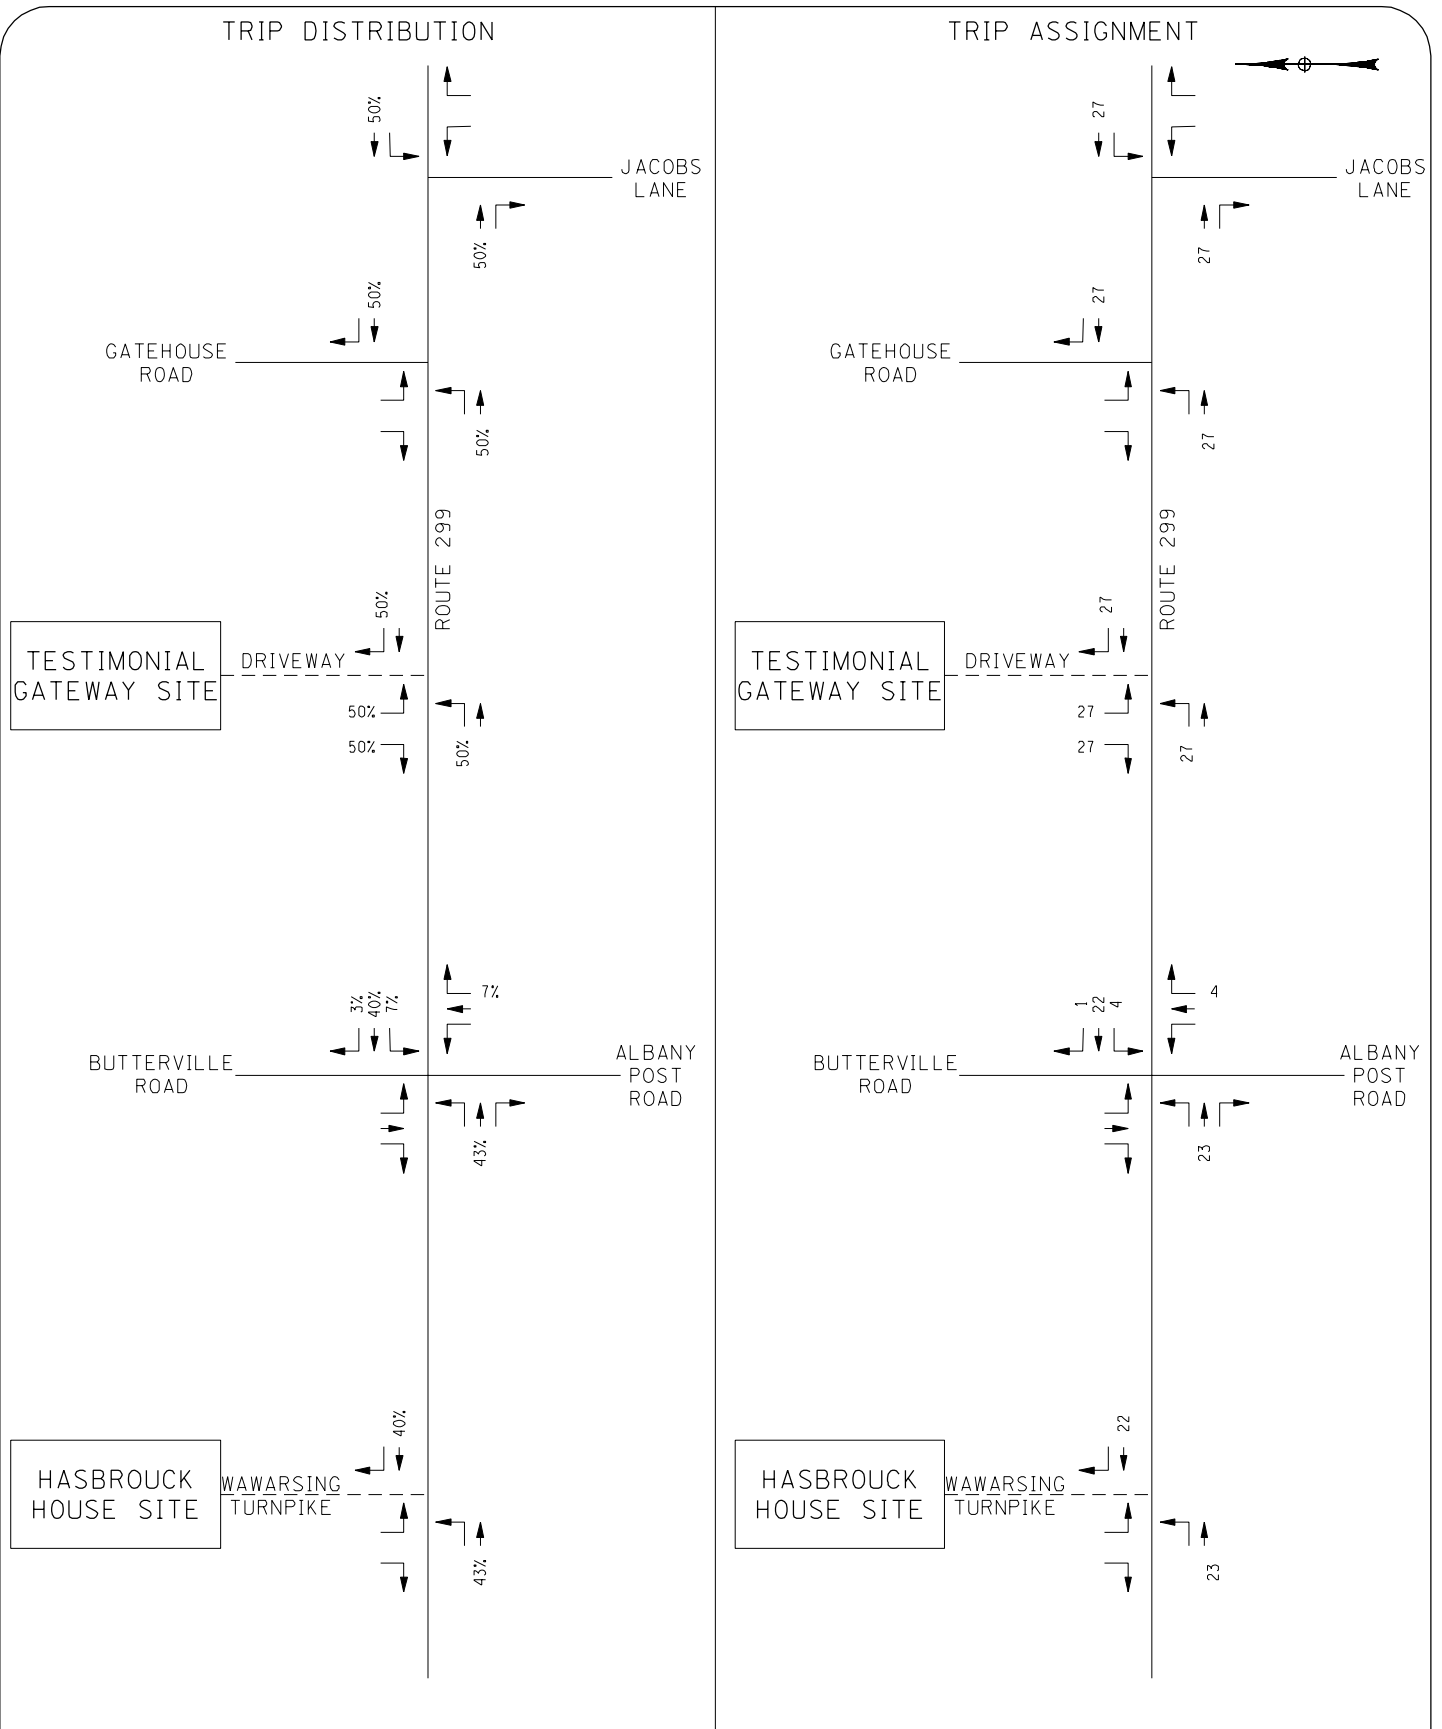 TRIP DISTRIBUTION
50%
JACOBS
LANE
50%
50%
GATEHOUSE
ROAD
50%
ROUTE 299
50%
TESTIMONIAL
GATEWAY SITE
DRIVEWAY
50%
50%
50%
3%
40%
7%
7%
BUTTERVILLE
ROAD
ALBANY
POST
ROAD
43%
40%
HASBROUCK
HOUSE SITE
WAWARSING
TURNPIKE
43%
TRIP ASSIGNMENT
27
JACOBS
LANE
27
27
GATEHOUSE
ROAD
27
ROUTE 299
27
TESTIMONIAL
GATEWAY SITE
DRIVEWAY
27
27
27
1
22
4
4
BUTTERVILLE
ROAD
ALBANY
POST
ROAD
23
22
HASBROUCK
HOUSE SITE
WAWARSING
TURNPIKE
23